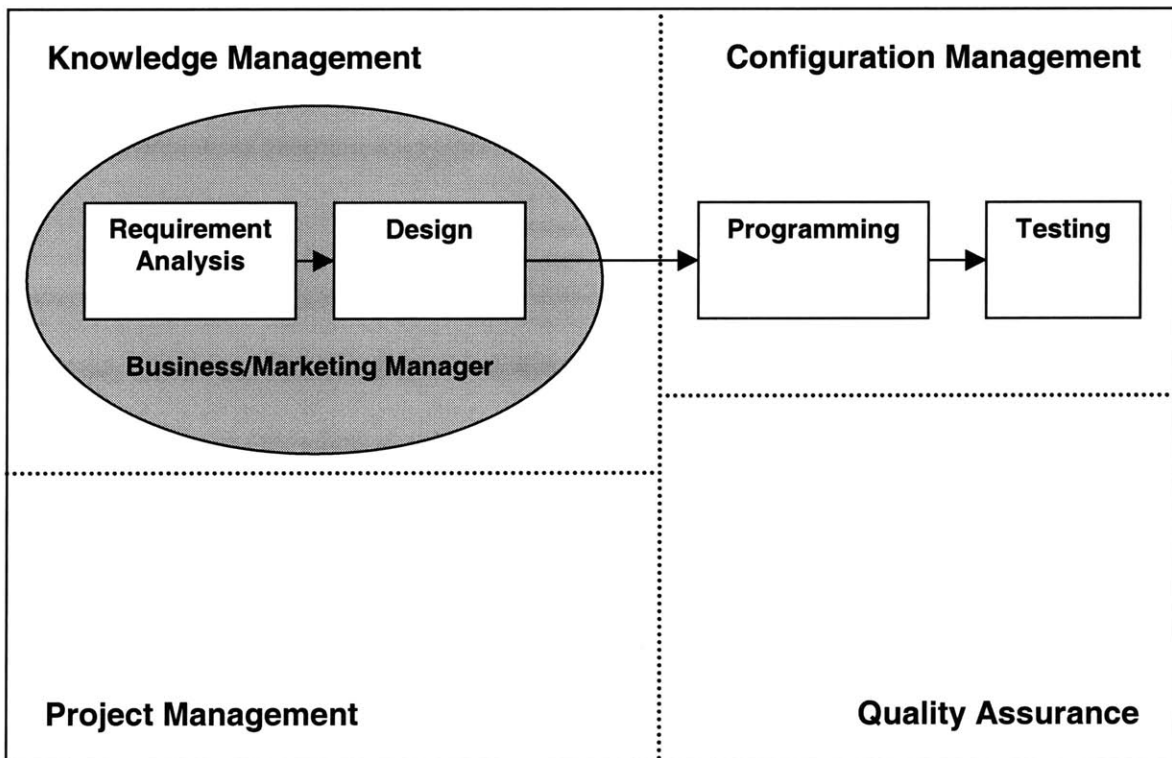 Knowledge Management
Configuration Management
Requirement
Analysis
Design
Programming
Testing
Business/Marketing Manager
Project Management
Quality Assurance